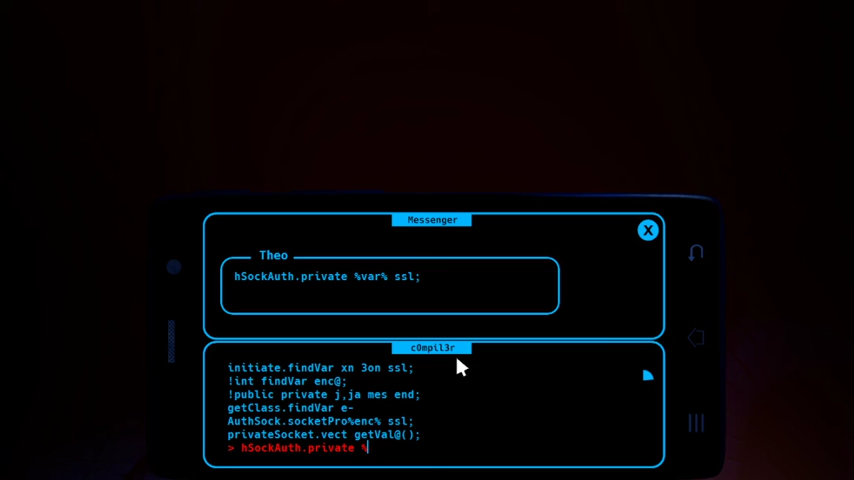 Messenger
X
Theo
hSockAuth.private %var% ssl;
c0mpil3r
initiate.findVar xn 3on ssl;
!int findVar enc@;
!public private j,ja mes end;
getClass.findVar e-
AuthSock.socketPro%enc% ssl;
privateSocket.vect getVal@();
> hSockAuth.private %